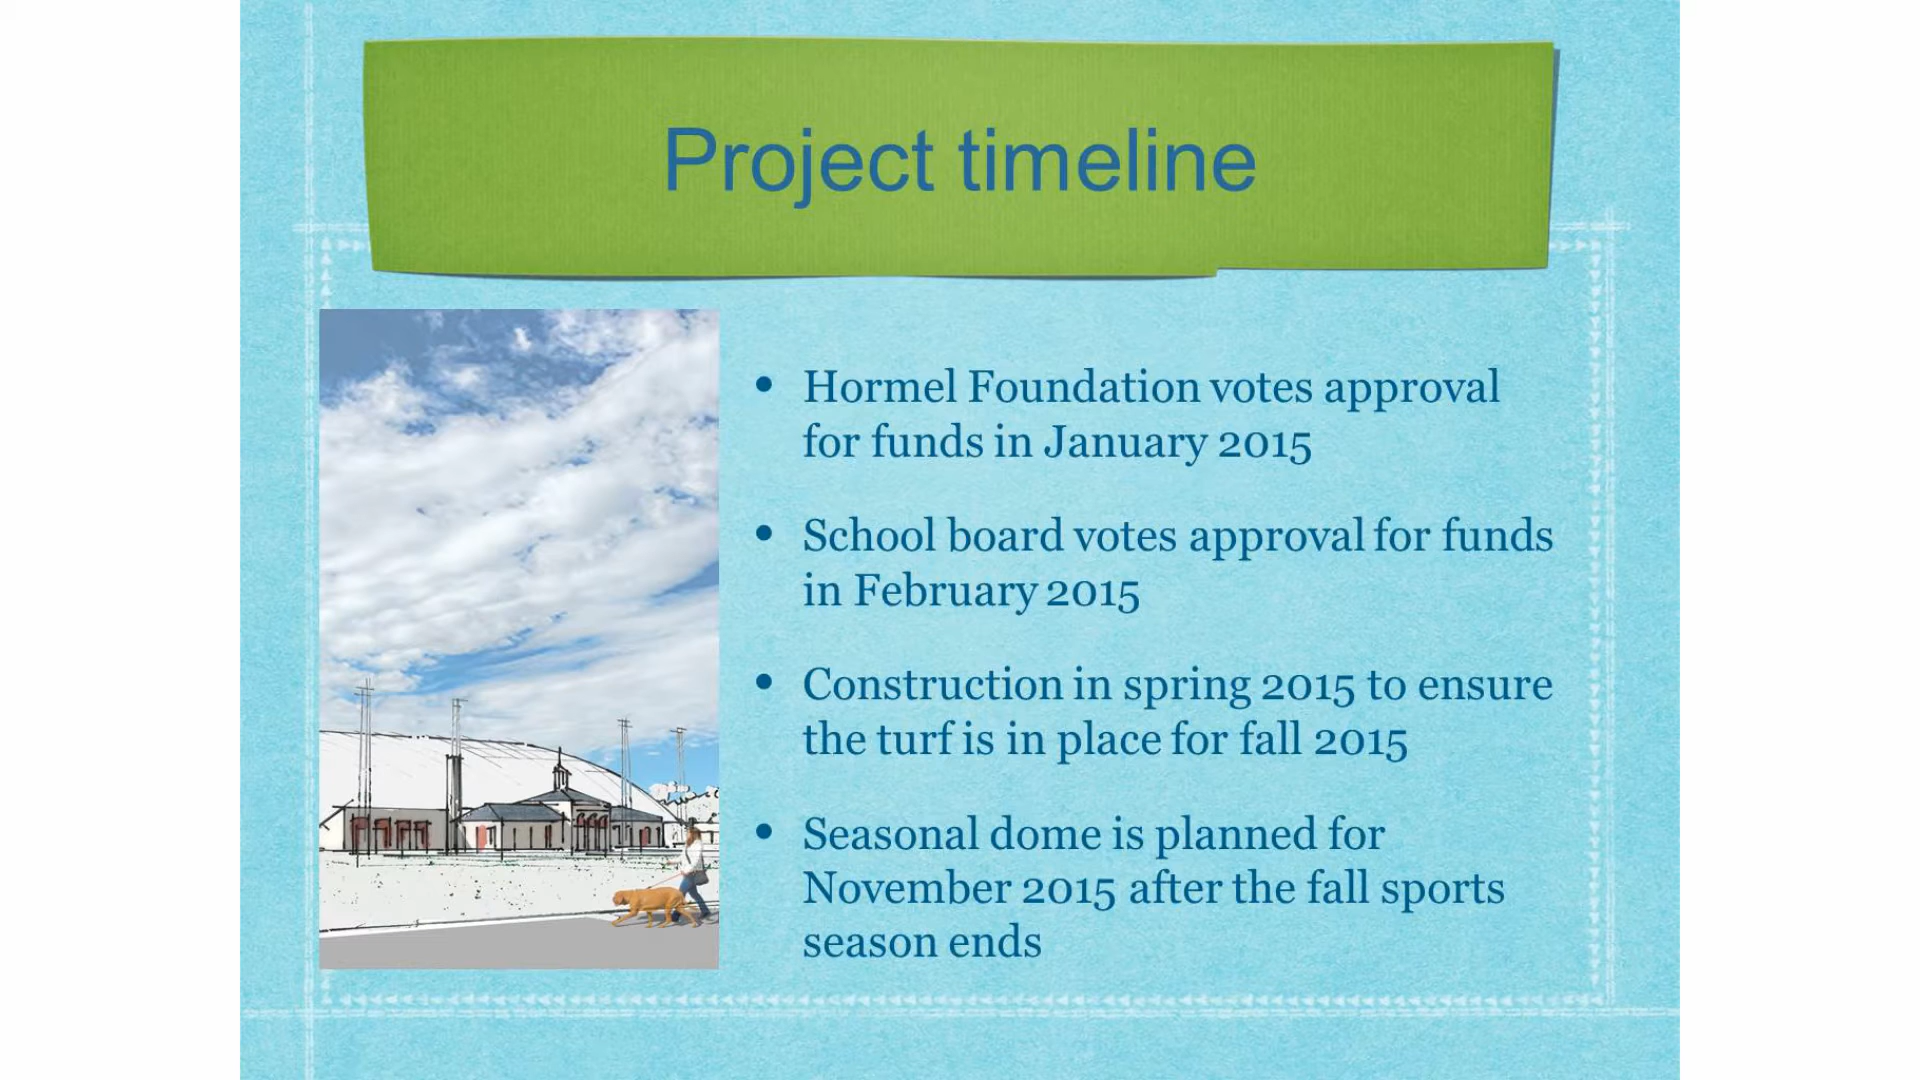 Project timeline
• Hormel Foundation votes approval
for funds in January 2015
• School board votes approval for funds
in February 2015
• Construction in spring 2015 to ensure
the turf is in place for fall 2015
• Seasonal dome is planned for
November 2015 after the fall sports
season ends